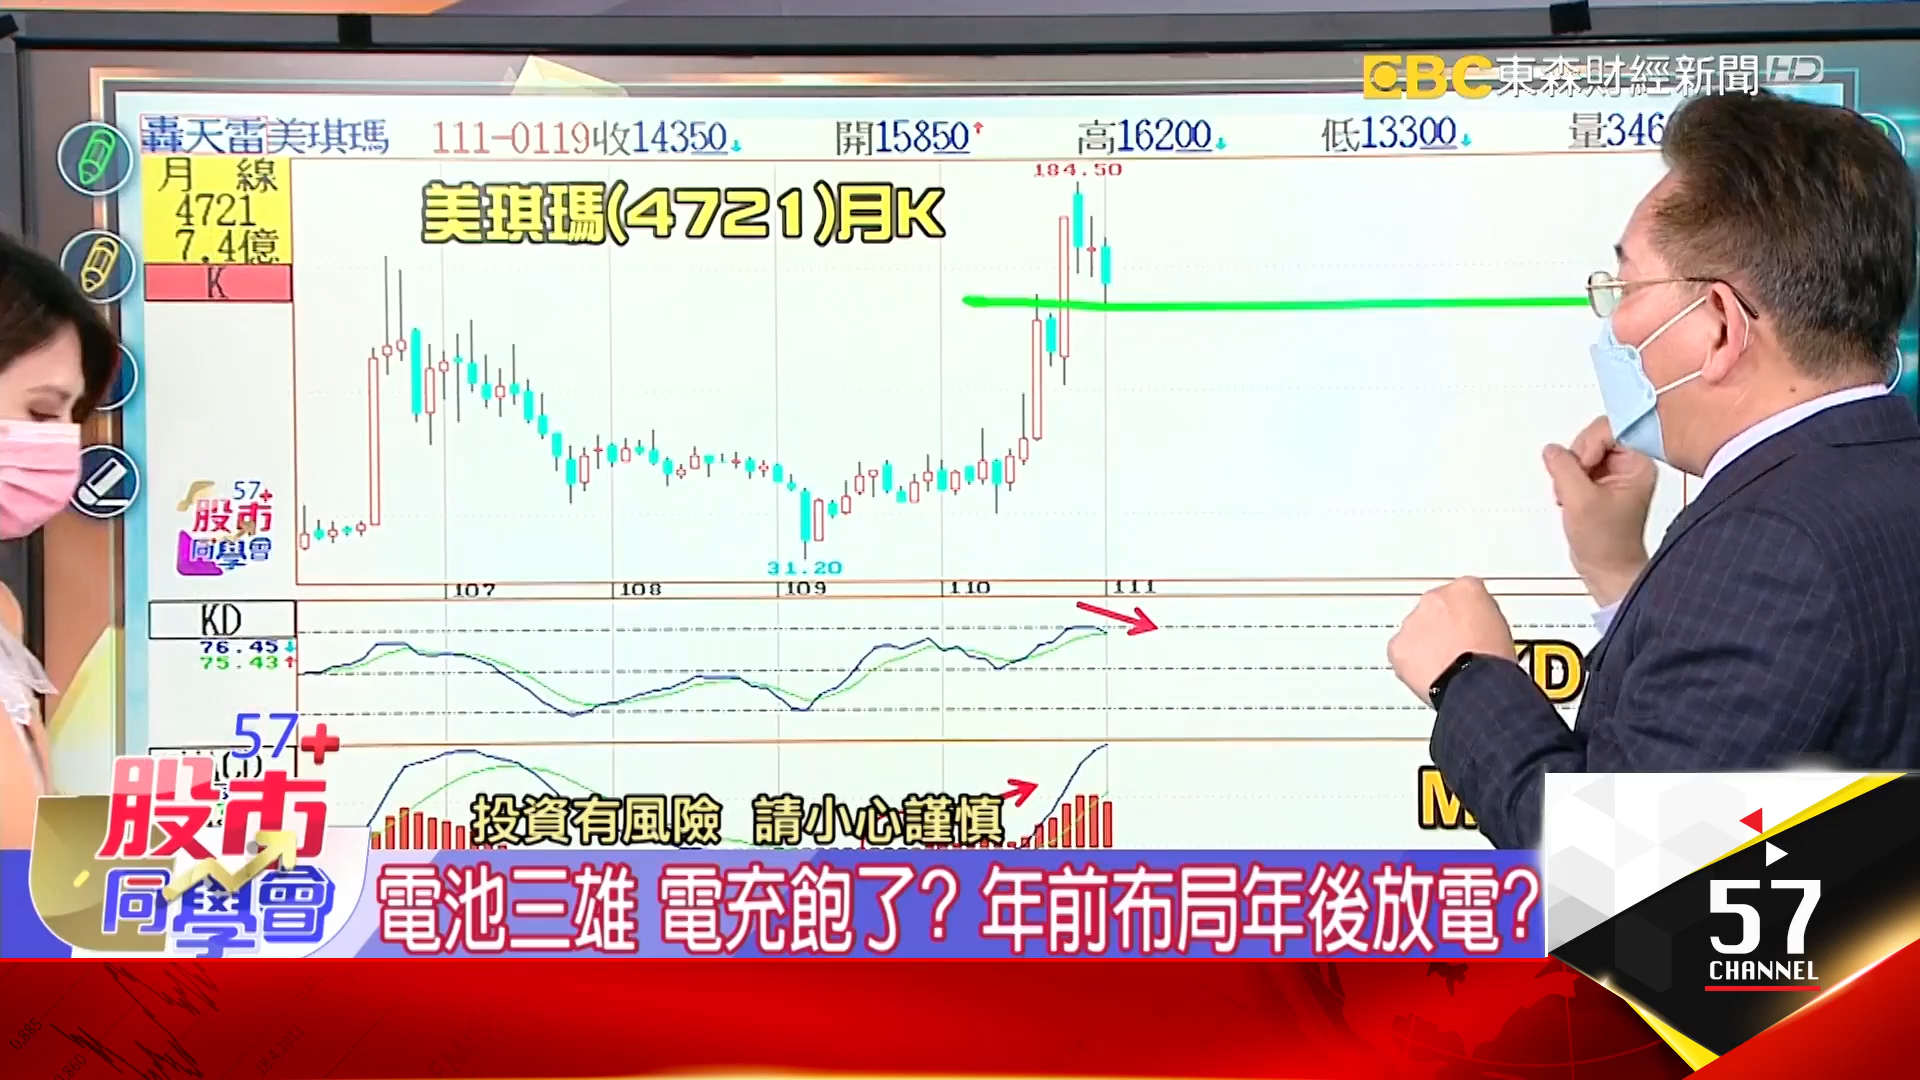 EBC東森財經新聞HD
轟天雷美琪瑪 111-0119收14350↓ 開15850↑ 高16200↓ 低13300↓ 量346
月 線
4721
7.4億
K
美琪瑪(4721)月K
184.50
31.20
57+
股市
同學會
107 108 109 110 111
KD
76.45↓
75.43↑
KD
CD
M
投資有風險 請小心謹慎
57+
股市
同學會
電池三雄 電充飽了? 年前布局年後放電?
57
CHANNEL